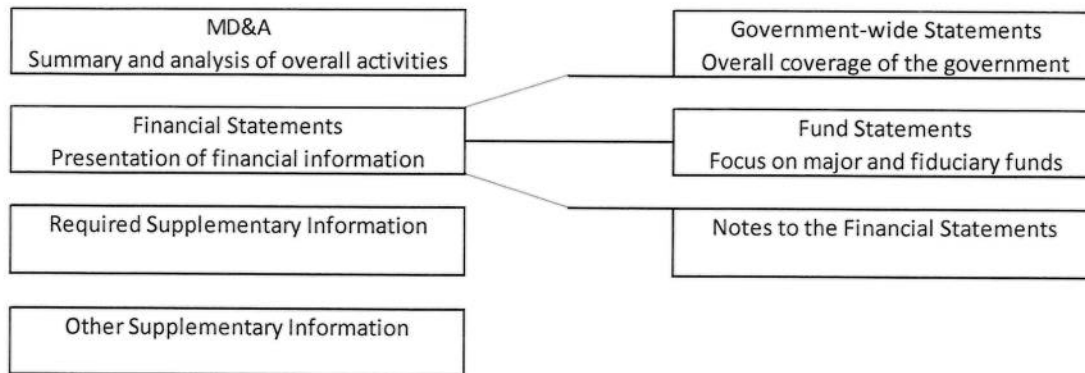 MD&A
Summary and analysis of overall activities
Government-wide Statements
Overall coverage of the government
Financial Statements
Presentation of financial information
Fund Statements
Focus on major and fiduciary funds
Required Supplementary Information
Notes to the Financial Statements
Other Supplementary Information